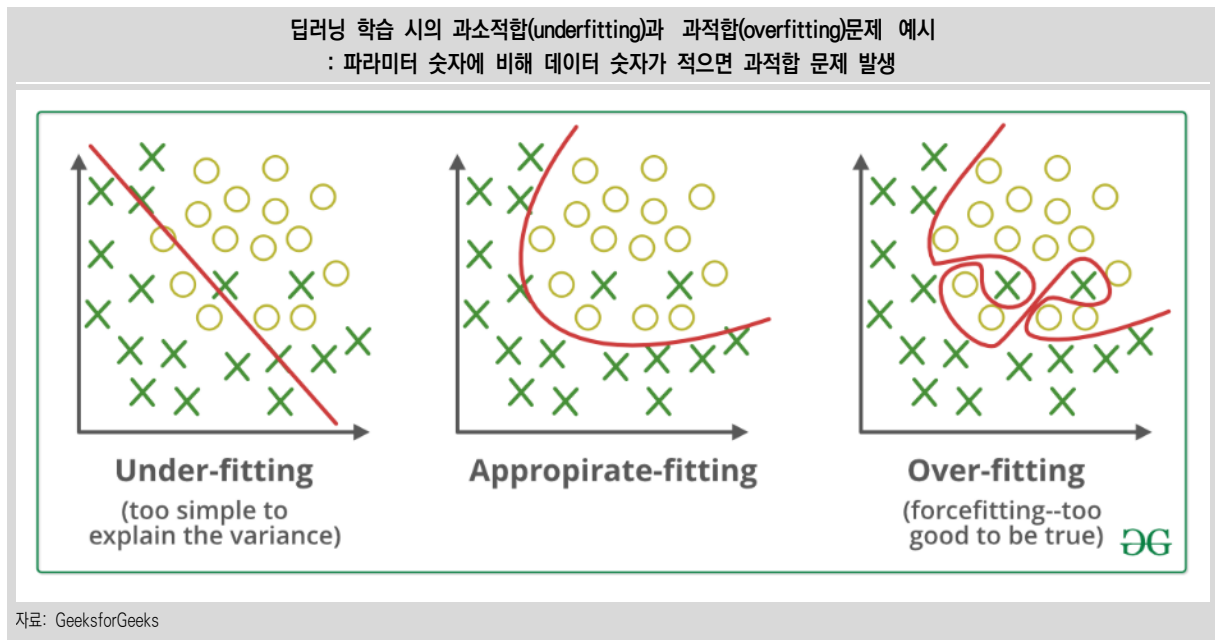 딥러닝 학습 시의 과소적합(underfitting)과 과적합(overfitting)문제 예시
: 파라미터 숫자에 비해 데이터 숫자가 적으면 과적합 문제 발생
Under-fitting
(too simple to
explain the variance)
Appropirate-fitting
Over-fitting
(forcefitting--too
good to be true)
자료: GeeksforGeeks